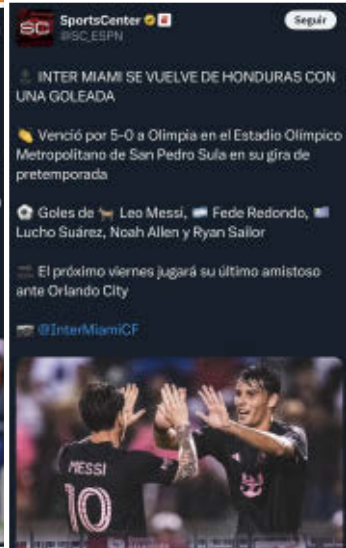 SC
SportsCenter
Seguir
@SC_ESPN
INTER MIAMI SE VUELVE DE HONDURAS CON
UNA GOLEADA
Venció por 5-0 a Olimpia en el Estadio Olímpico
Metropolitano de San Pedro Sula en su gira de
pretemporada
Goles de Leo Messi, Fede Redondo,
Lucho Suárez, Noah Allen y Ryan Sailor
El próximo viernes jugará su último amistoso
ante Orlando City
@InterMiamiCF
MESSI
10